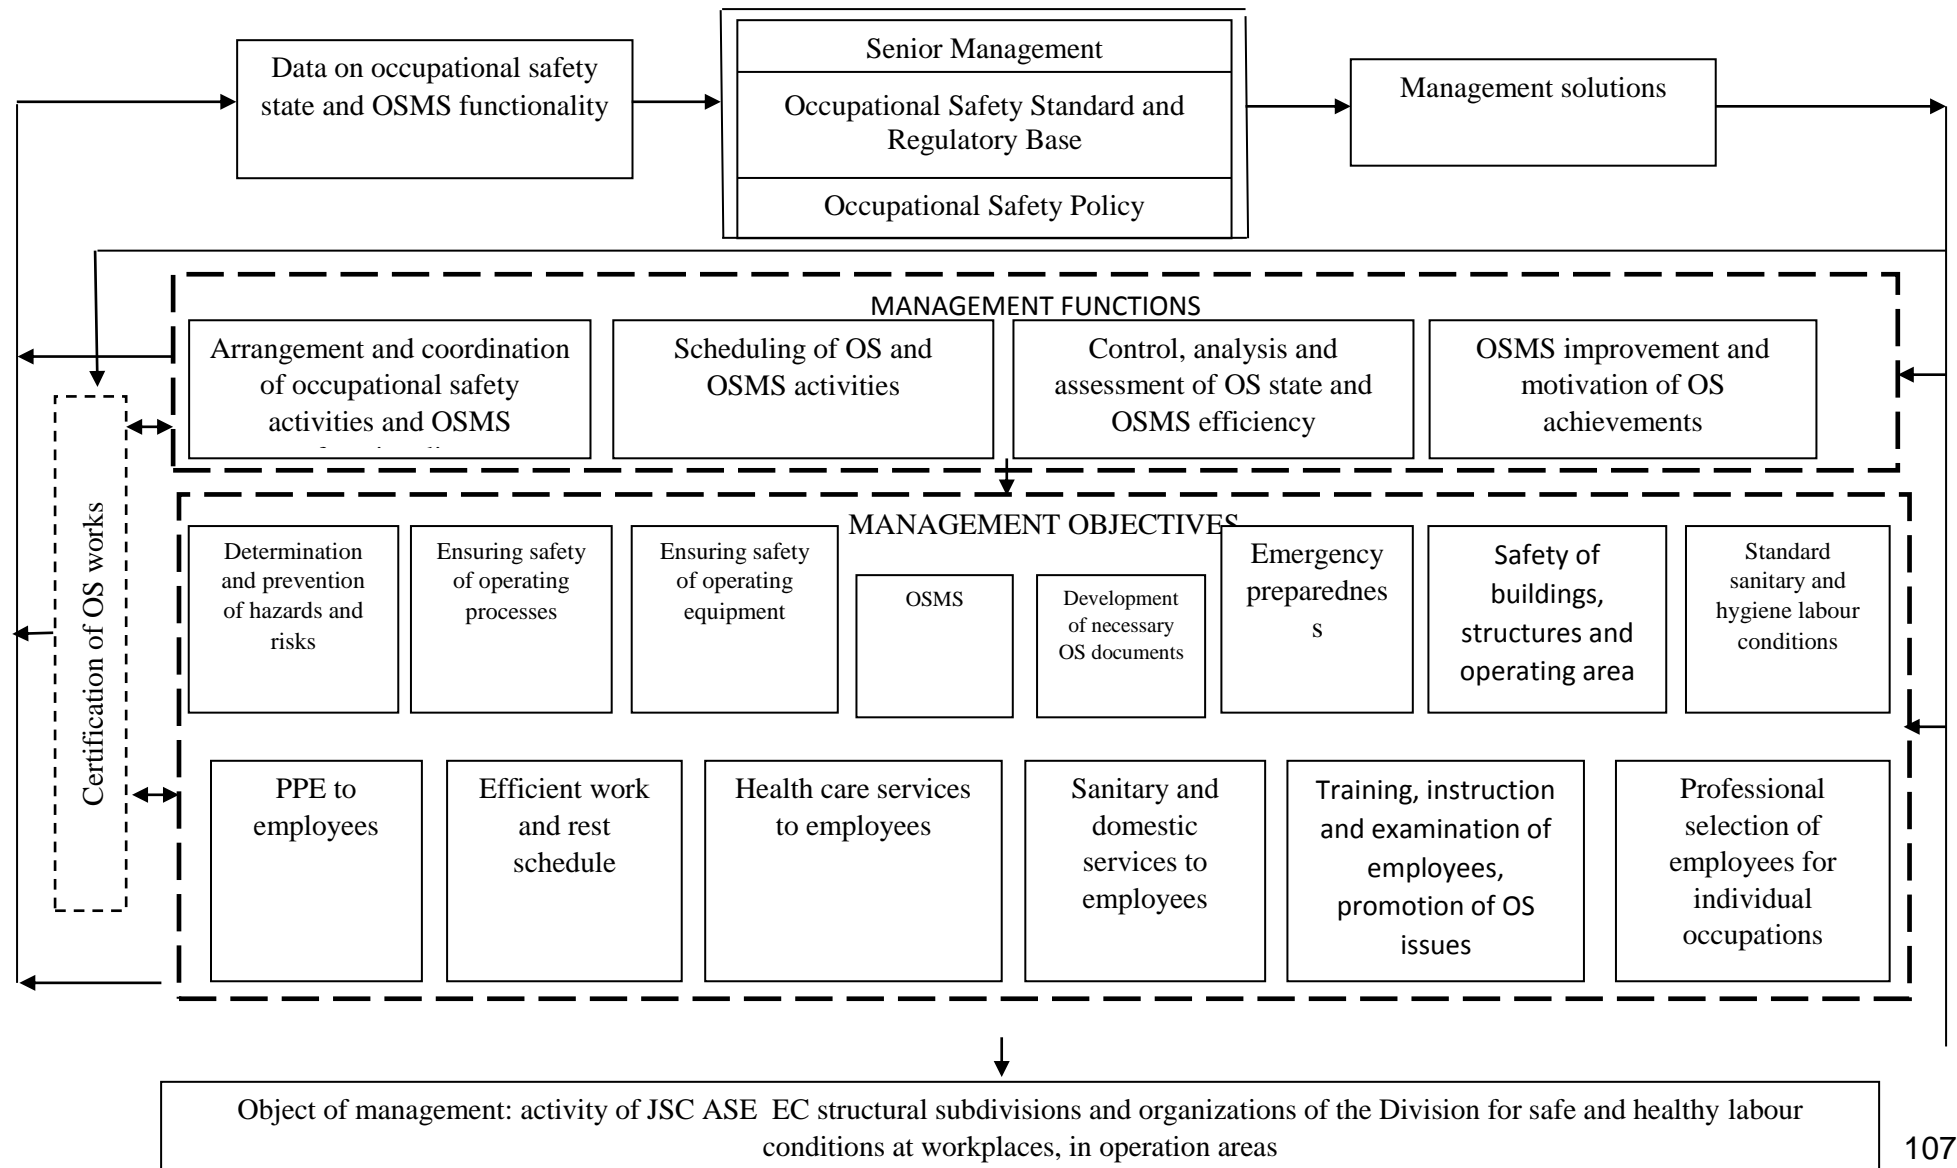 Data on occupational safety
state and OSMS functionality
Senior Management
Occupational Safety Standard and
Regulatory Base
Occupational Safety Policy
Management solutions
MANAGEMENT FUNCTIONS
Arrangement and coordination
of occupational safety
activities and OSMS
Scheduling of OS and
OSMS activities
Control, analysis and
assessment of OS state and
OSMS efficiency
OSMS improvement and
motivation of OS
achievements
Certification of OS works
MANAGEMENT OBJECTIVES
Determination
and prevention
of hazards and
risks
Ensuring safety
of operating
processes
Ensuring safety
of operating
equipment
OSMS
Development
of necessary
OS documents
Emergency
preparednes
s
Safety of
buildings,
structures and
operating area
Standard
sanitary and
hygiene labour
conditions
PPE to
employees
Efficient work
and rest
schedule
Health care services
to employees
Sanitary and
domestic
services to
employees
Training, instruction
and examination of
employees,
promotion of OS
issues
Professional
selection of
employees for
individual
occupations
Object of management: activity of JSC ASE EC structural subdivisions and organizations of the Division for safe and healthy labour
conditions at workplaces, in operation areas
107